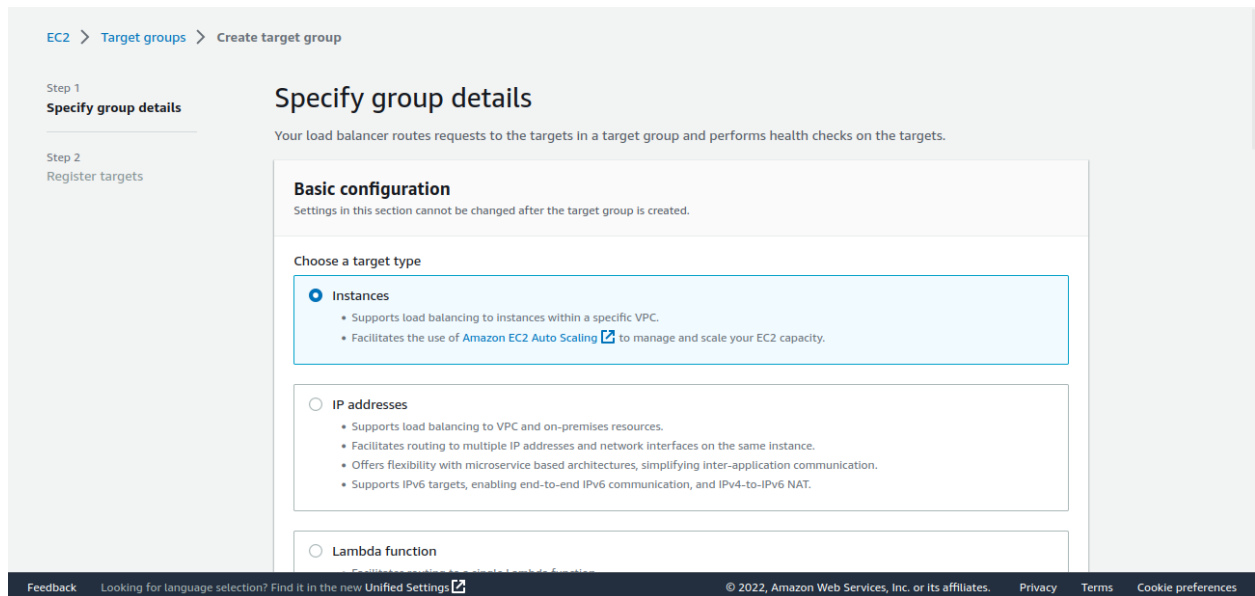 EC2 > Target groups > Create target group
Step 1
Specify group details
Step 2
Register targets
Specify group details
Your load balancer routes requests to the targets in a target group and performs health checks on the targets.
Basic configuration
Settings in this section cannot be changed after the target group is created.
Choose a target type
Instances
• Supports load balancing to instances within a specific VPC.
• Facilitates the use of Amazon EC2 Auto Scaling to manage and scale your EC2 capacity.
IP addresses
• Supports load balancing to VPC and on-premises resources.
• Facilitates routing to multiple IP addresses and network interfaces on the same instance.
• Offers flexibility with microservice based architectures, simplifying inter-application communication.
• Supports IPv6 targets, enabling end-to-end IPv6 communication, and IPv4-to-IPv6 NAT.
Lambda function
• Facilitates routing to a single Lambda function.
Feedback Looking for language selection? Find it in the new Unified Settings © 2022, Amazon Web Services, Inc. or its affiliates. Privacy Terms Cookie preferences